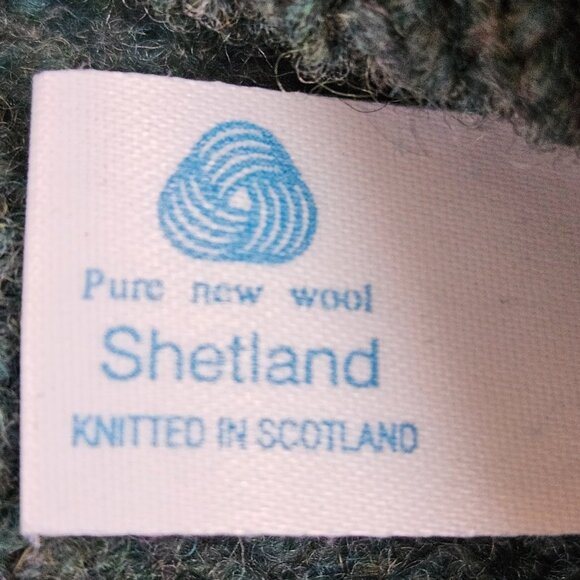 Pure new wool
Shetland
KNITTED IN SCOTLAND